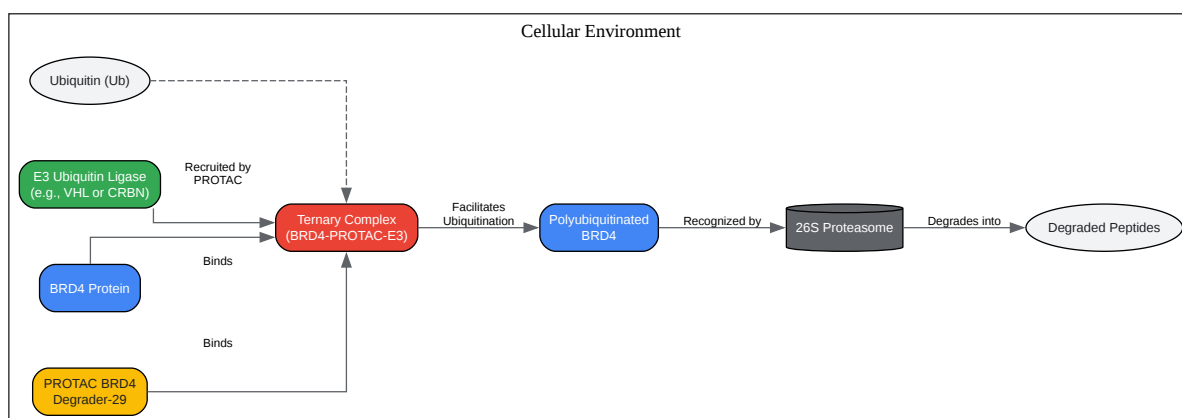 Cellular Environment
Ubiquitin (Ub)
E3 Ubiquitin Ligase
(e.g., VHL or CRBN)
Recruited by
PROTAC
Ternary Complex
(BRD4-PROTAC-E3)
Facilitates
Ubiquitination
Polyubiquitinated
BRD4
Recognized by
26S Proteasome
Degrades into
Degraded Peptides
Binds
BRD4 Protein
Binds
PROTAC BRD4
Degrader-29